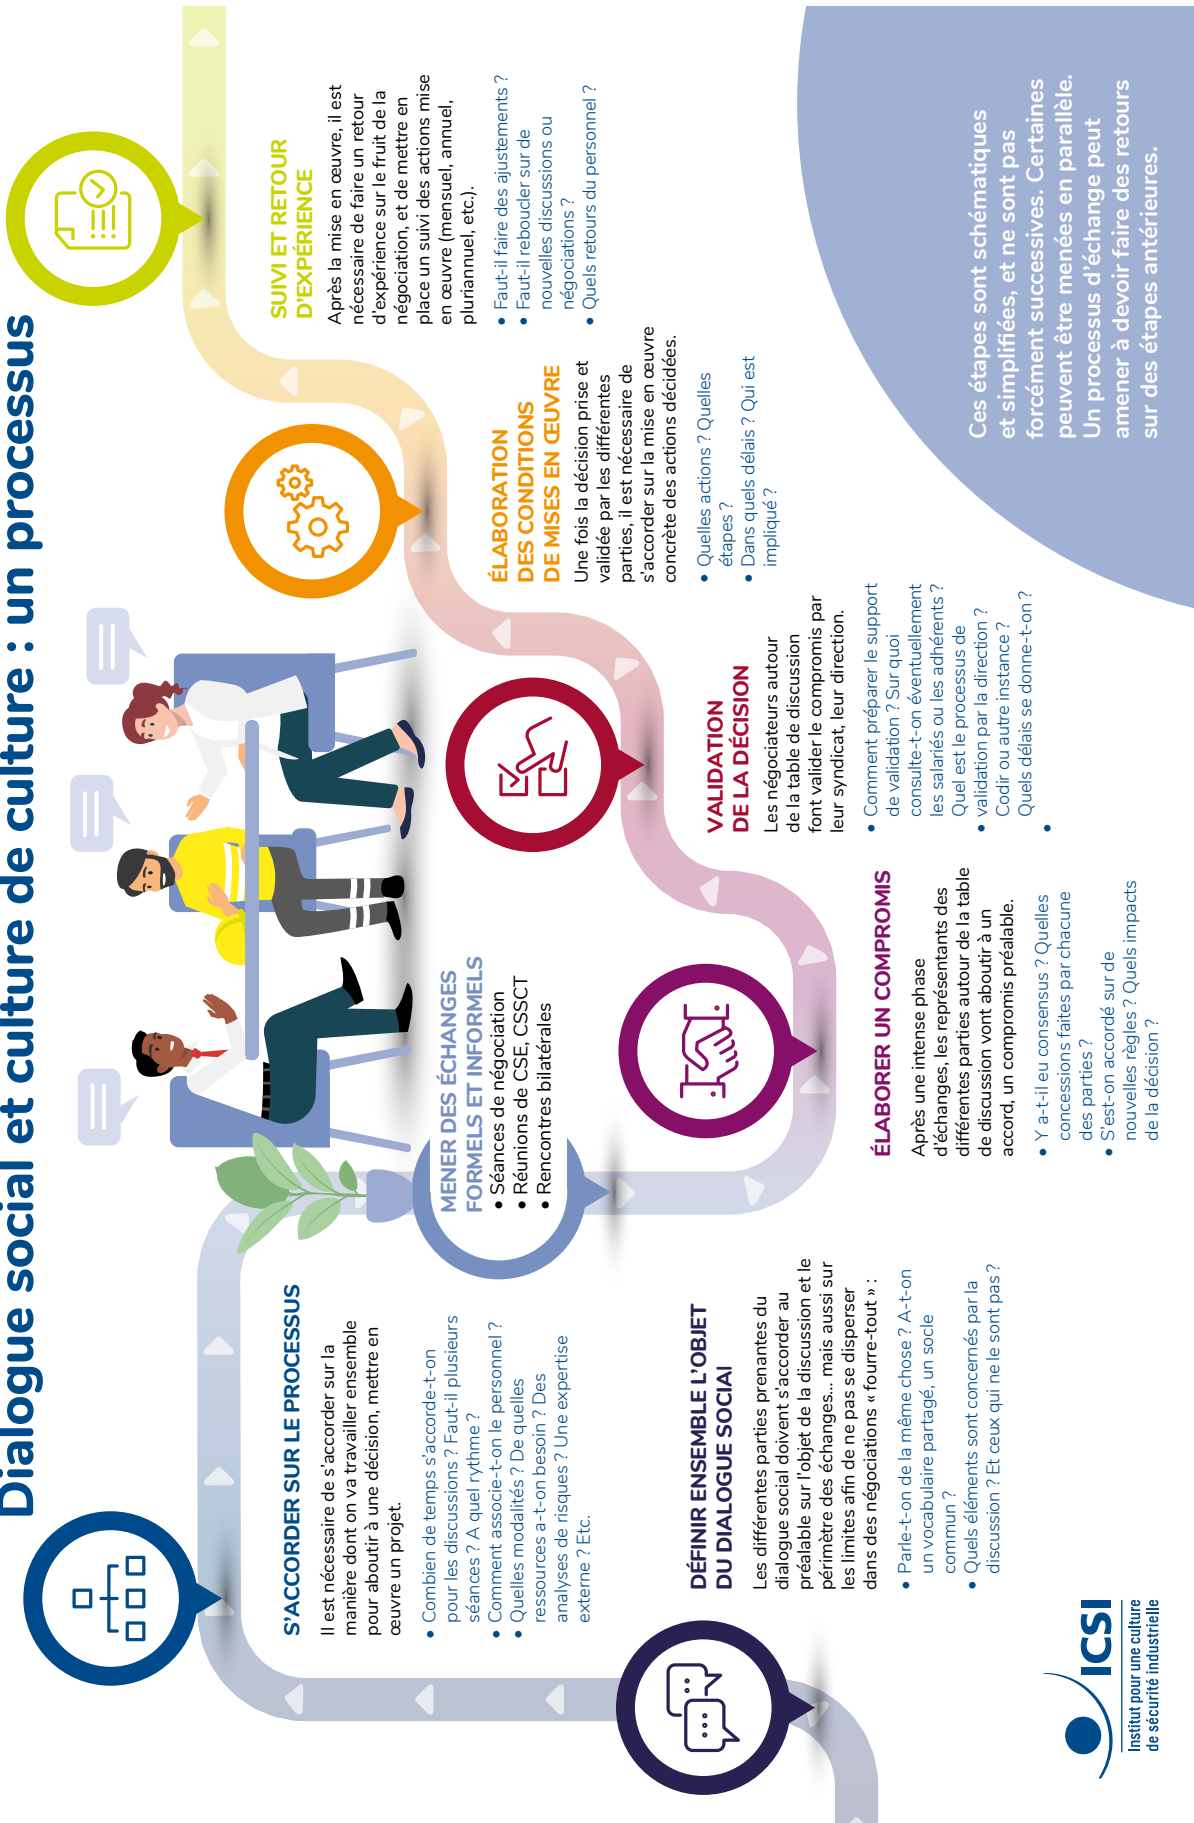 Dialogue social et culture de culture : un processus
DÉFINIR ENSEMBLE L’OBJET
DU DIALOGUE SOCIAl
Les différentes parties prenantes du
dialogue social doivent s’accorder au
préalable sur l’objet de la discussion et le
périmètre des échanges... mais aussi sur
les limites afin de ne pas se disperser
dans des négociations « fourre-tout » :
• Parle-t-on de la même chose ? A-t-on
un vocabulaire partagé, un socle
commun ?
• Quels éléments sont concernés par la
discussion ? Et ceux qui ne le sont pas ?
S’ACCORDER SUR LE PROCESSUS
Il est nécessaire de s’accorder sur la
manière dont on va travailler ensemble
pour aboutir à une décision, mettre en
œuvre un projet.
• Combien de temps s’accorde-t-on
pour les discussions ? Faut-il plusieurs
séances ? A quel rythme ?
• Comment associe-t-on le personnel ?
• Quelles modalités ? De quelles
ressources a-t-on besoin ? Des
analyses de risques ? Une expertise
externe ? Etc.
MENER DES ÉCHANGES
FORMELS ET INFORMELS
• Séances de négociation
• Réunions de CSE, CSSCT
• Rencontres bilatérales
ÉLABORER UN COMPROMIS
Après une intense phase
d’échanges, les représentants des
différentes parties autour de la table
de discussion vont aboutir à un
accord, un compromis préalable.
• Y a-t-il eu consensus ? Quelles
concessions faites par chacune
des parties ?
• S’est-on accordé sur de
nouvelles règles ? Quels impacts
de la décision ?
VALIDATION
DE LA DÉCISION
Les négociateurs autour
de la table de discussion
font valider le compromis par
leur syndicat, leur direction.
• Comment préparer le support
de validation ? Sur quoi
consulte-t-on éventuellement
les salariés ou les adhérents ?
Quel est le processus de
• validation par la direction ?
Codir ou autre instance ?
Quels délais se donne-t-on ?
•
ÉLABORATION
DES CONDITIONS
DE MISES EN ŒUVRE
Une fois la décision prise et
validée par les différentes
parties, il est nécessaire de
s’accorder sur la mise en œuvre
concrète des actions décidées.
• Quelles actions ? Quelles
étapes ?
• Dans quels délais ? Qui est
impliqué ?
SUIVI ET RETOUR
D’EXPÉRIENCE
Après la mise en œuvre, il est
nécessaire de faire un retour
d’expérience sur le fruit de la
négociation, et de mettre en
place un suivi des actions mise
en œuvre (mensuel, annuel,
pluriannuel, etc.).
• Faut-il faire des ajustements ?
• Faut-il reboucler sur de
nouvelles discussions ou
négociations ?
• Quels retours du personnel ?
Ces étapes sont schématiques
et simplifiées, et ne sont pas
forcément successives. Certaines
peuvent être menées en parallèle.
Un processus d’échange peut
amener à devoir faire des retours
sur des étapes antérieures.
ICSI
Institut pour une culture
de sécurité industrielle